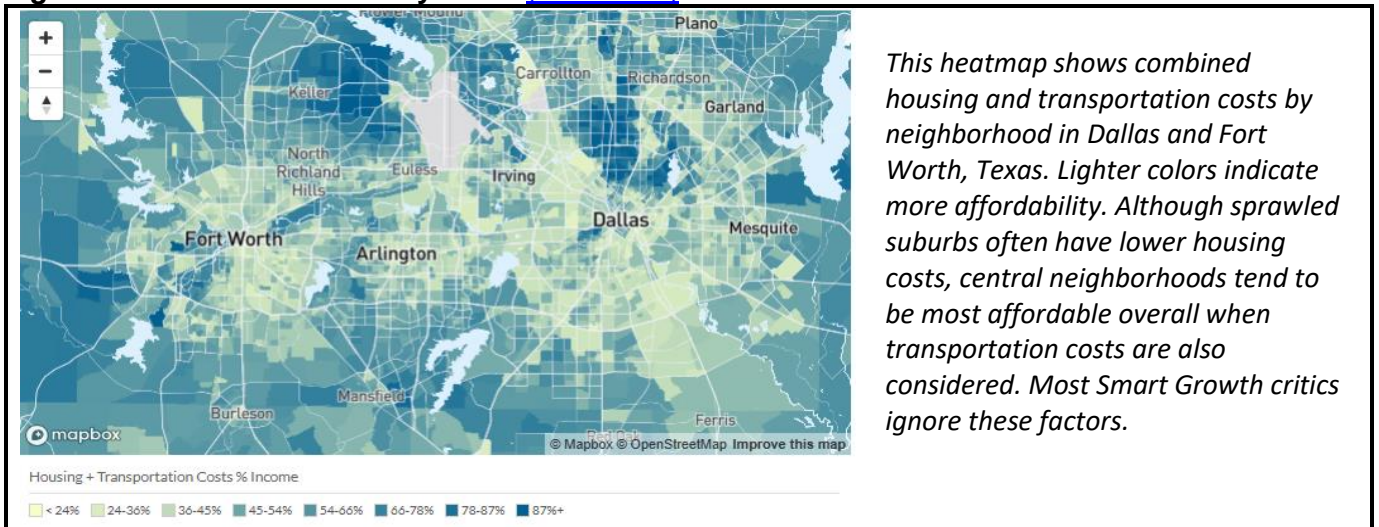 Plano
Carrollton
Richardson
Keller
Garland
North
Richland
Hills
Euless
Irving
Dallas
Mesquite
Fort Worth
Arlington
Mansfield
Burleson
Ferris
mapbox
© Mapbox © OpenStreetMap Improve this map
Housing + Transportation Costs % Income
< 24% 24-36% 36-45% 45-54% 54-66% 66-78% 78-87% 87%+
This heatmap shows combined
housing and transportation costs by
neighborhood in Dallas and Fort
Worth, Texas. Lighter colors indicate
more affordability. Although sprawled
suburbs often have lower housing
costs, central neighborhoods tend to
be most affordable overall when
transportation costs are also
considered. Most Smart Growth critics
ignore these factors.